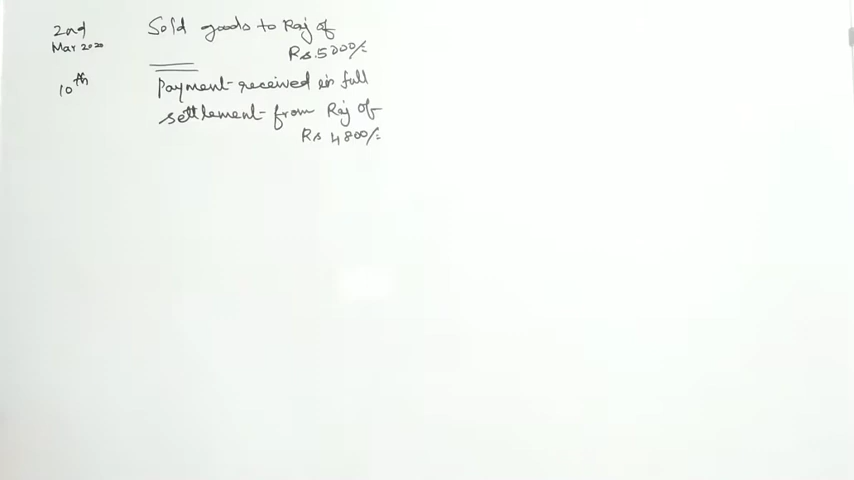 2nd Sold goods to Raj of
Mar 2020 Rs.5000/-
10th Payment received in full
settlement from Raj of
Rs 4800/-